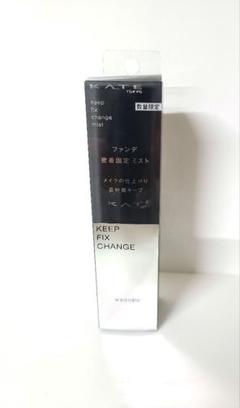 KATE
TOKYO
keep
fix
change
mist
数量限定
ファンデ
密着固定ミスト
メイクの仕上がり
長時間キープ
KATE
KEEP
FIX
CHANGE